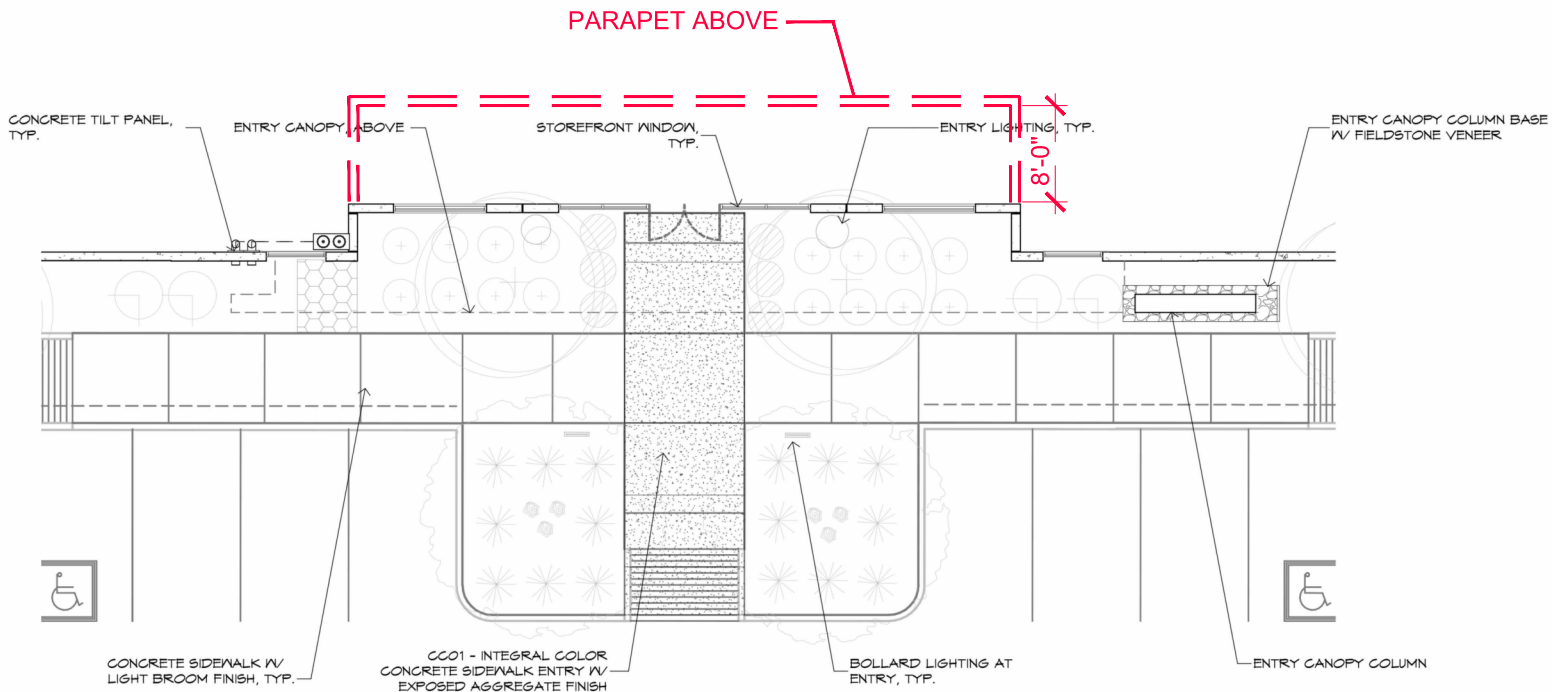 PARAPET ABOVE
CONCRETE TILT PANEL,
TYP.
ENTRY CANOPY, ABOVE
STOREFRONT WINDOW,
TYP.
ENTRY LIGHTING, TYP.
8'-0"
ENTRY CANOPY COLUMN BASE
W/ FIELDSTONE VENEER
CONCRETE SIDEWALK W/
LIGHT BROOM FINISH, TYP.
CC01 - INTEGRAL COLOR
CONCRETE SIDEWALK ENTRY W/
EXPOSED AGGREGATE FINISH
BOLLARD LIGHTING AT
ENTRY, TYP.
ENTRY CANOPY COLUMN